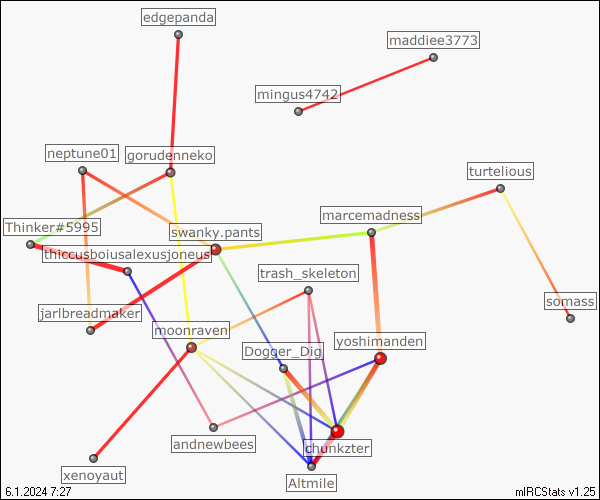 edgepanda
maddiee3773
mingus4742
neptune01
gorudenneko
turtelious
marcemadness
Thinker#5995
swanky.pants
thiccusboiusalexusjoneus
trash_skeleton
somass
jarlbreadmaker
moonraven
yoshimanden
Dogger_Dig
andnewbees
chunkzter
xenoyaut
Altmile
6.1.2024 7:27
mIRCStats v1.25